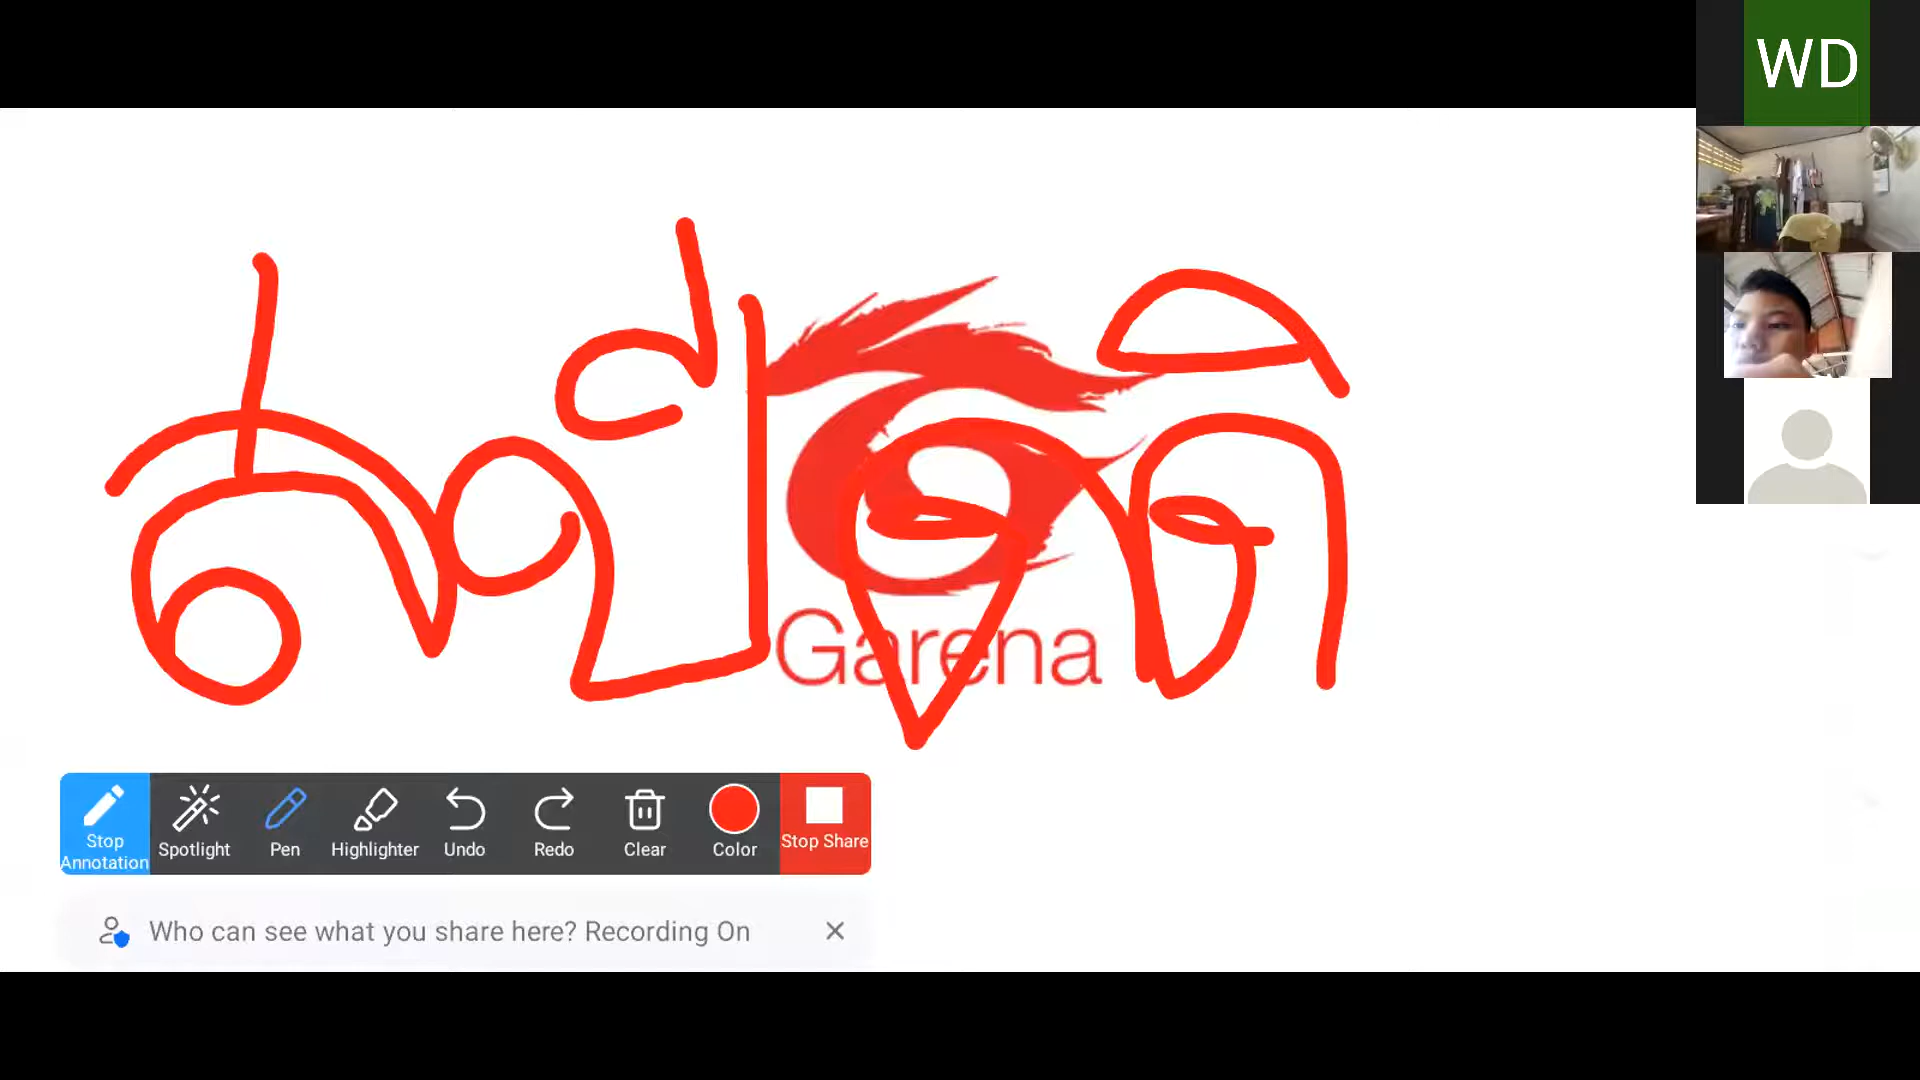 WD
Garena
Stop Annotation
Spotlight
Pen
Highlighter
Undo
Redo
Clear
Color
Stop Share
Who can see what you share here? Recording On